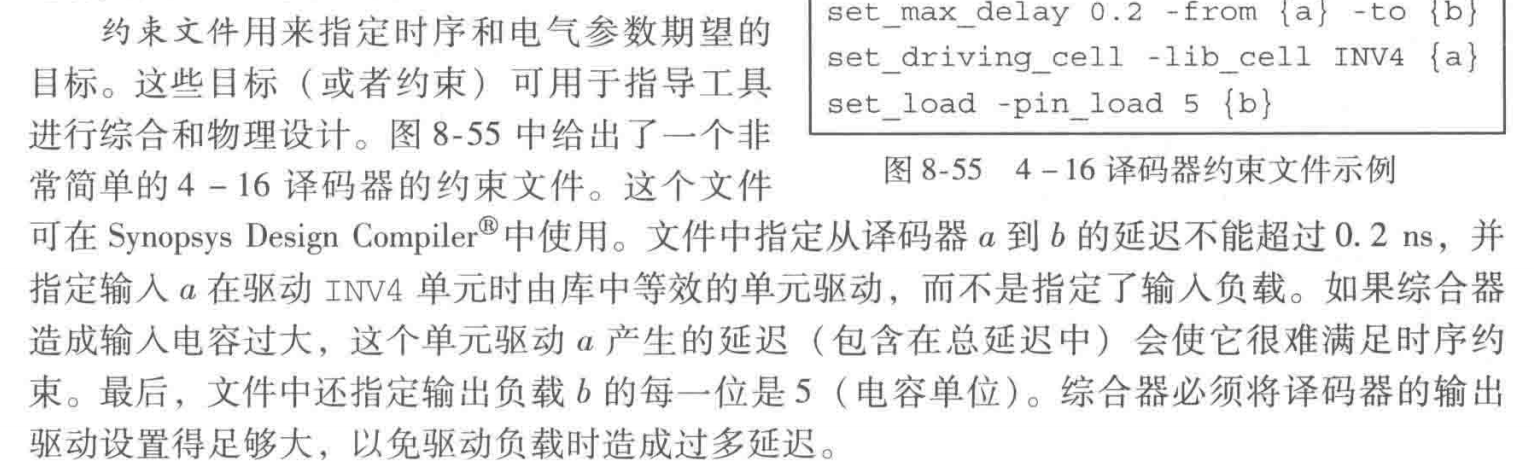 约束文件用来指定时序和电气参数期望的
目标。这些目标（或者约束）可用于指导工具
进行综合和物理设计。图 8-55 中给出了一个非
常简单的 4 – 16 译码器的约束文件。这个文件
set_max_delay 0.2 -from {a} -to {b}
set_driving_cell -lib_cell INV4 {a}
set_load -pin_load 5 {b}
图 8-55 4 – 16 译码器约束文件示例
可在 Synopsys Design Compiler®中使用。文件中指定从译码器 a 到 b 的延迟不能超过 0. 2 ns，并
指定输入 a 在驱动 INV4 单元时由库中等效的单元驱动，而不是指定了输入负载。如果综合器
造成输入电容过大，这个单元驱动 a 产生的延迟（包含在总延迟中）会使它很难满足时序约
束。最后，文件中还指定输出负载 b 的每一位是 5（电容单位）。综合器必须将译码器的输出
驱动设置得足够大，以免驱动负载时造成过多延迟。